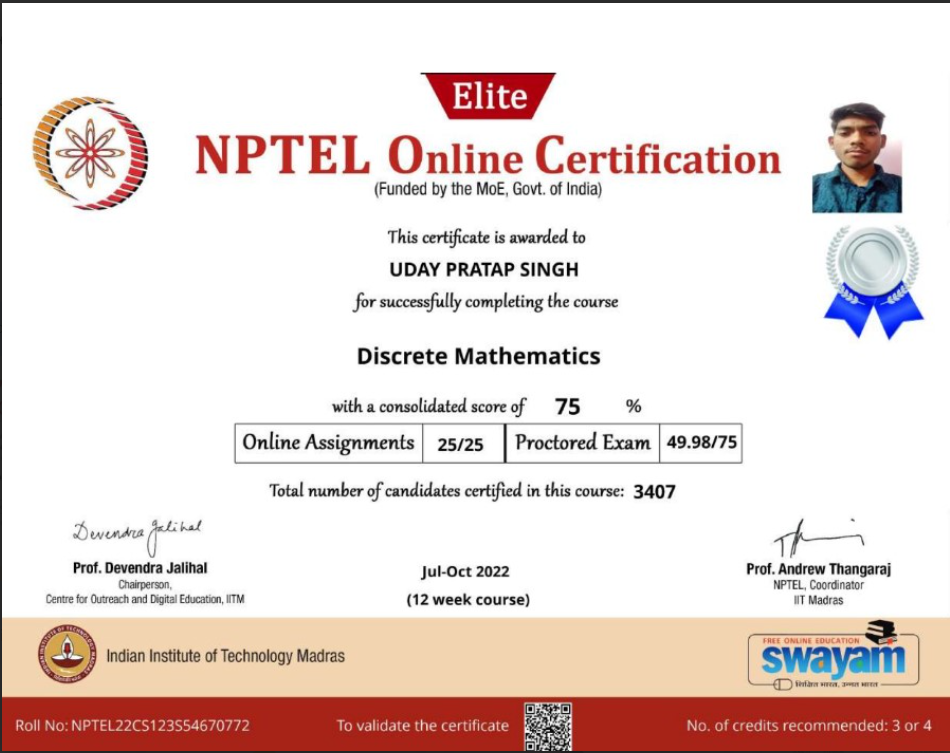 Elite
NPTEL Online Certification
(Funded by the MoE, Govt. of India)
This certificate is awarded to
UDAY PRATAP SINGH
for successfully completing the course
Discrete Mathematics
with a consolidated score of 75 %
Online Assignments 25/25 Proctored Exam 49.98/75
Total number of candidates certified in this course: 3407
Devendra Jalihal
Prof. Devendra Jalihal
Chairperson,
Centre for Outreach and Digital Education, IITM
Jul-Oct 2022
(12 week course)
Prof. Andrew Thangaraj
NPTEL, Coordinator
IIT Madras
Indian Institute of Technology Madras
FREE ONLINE EDUCATION
swayam
शिक्षित भारत, उन्नत भारत
Roll No: NPTEL22CS123S54670772
To validate the certificate
No. of credits recommended: 3 or 4